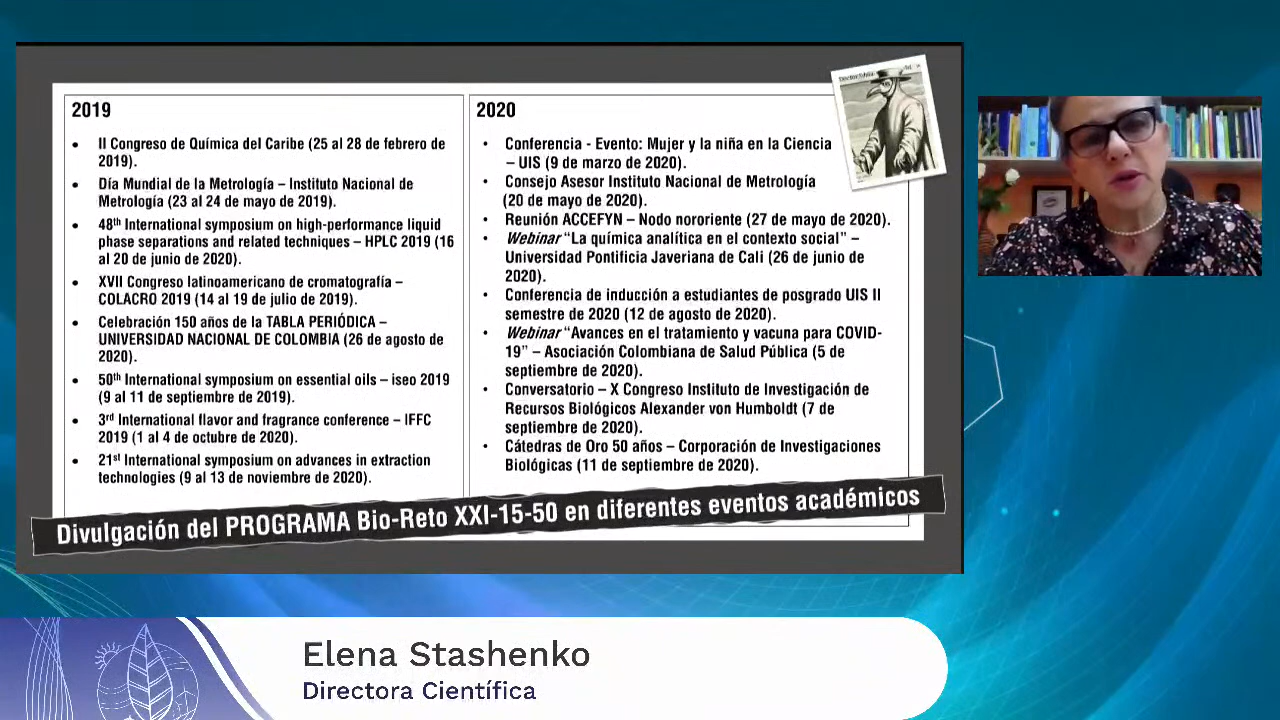 2019
• II Congreso de Química del Caribe (25 al 28 de febrero de
2019).
• Día Mundial de la Metrología – Instituto Nacional de
Metrología (23 al 24 de mayo de 2019).
• 48th International symposium on high-performance liquid
phase separations and related techniques – HPLC 2019 (16
al 20 de junio de 2020).
• XVII Congreso latinoamericano de cromatografía –
COLACRO 2019 (14 al 19 de julio de 2019).
• Celebración 150 años de la TABLA PERIÓDICA –
UNIVERSIDAD NACIONAL DE COLOMBIA (26 de agosto de
2020).
• 50th International symposium on essential oils – iseo 2019
(9 al 11 de septiembre de 2019).
• 3rd International flavor and fragrance conference – IFFC
2019 (1 al 4 de octubre de 2020).
• 21st International symposium on advances in extraction
technologies (9 al 13 de noviembre de 2020).
2020
• Conferencia - Evento: Mujer y la niña en la Ciencia
– UIS (9 de marzo de 2020).
• Consejo Asesor Instituto Nacional de Metrología
(20 de mayo de 2020).
• Reunión ACCEFYN – Nodo nororiente (27 de mayo de 2020).
• Webinar “La química analítica en el contexto social” –
Universidad Pontificia Javeriana de Cali (26 de junio de
2020).
• Conferencia de inducción a estudiantes de posgrado UIS II
semestre de 2020 (12 de agosto de 2020).
• Webinar “Avances en el tratamiento y vacuna para COVID-
19” – Asociación Colombiana de Salud Pública (5 de
septiembre de 2020).
• Conversatorio – X Congreso Instituto de Investigación de
Recursos Biológicos Alexander von Humboldt (7 de
septiembre de 2020).
• Cátedras de Oro 50 años – Corporación de Investigaciones
Biológicas (11 de septiembre de 2020).
Divulgación del PROGRAMA Bio-Reto XXI-15-50 en diferentes eventos académicos
Elena Stashenko
Directora Científica